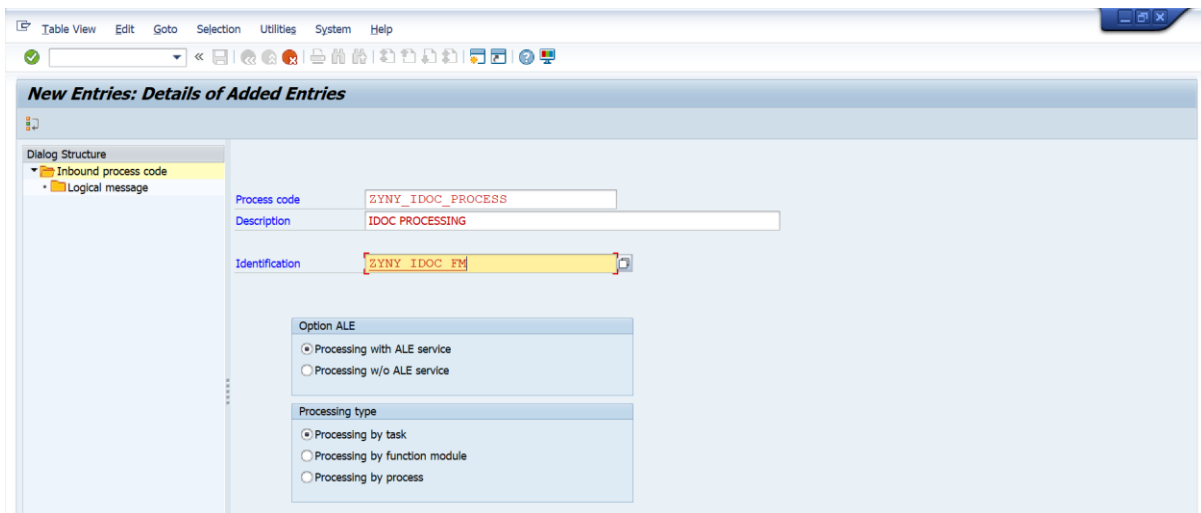 Table View Edit Goto Selection Utilities System Help
New Entries: Details of Added Entries
Dialog Structure
Inbound process code
Logical message
Process code ZYNY_IDOC_PROCESS
Description IDOC PROCESSING
Identification ZYNY_IDOC_FM
Option ALE
Processing with ALE service
Processing w/o ALE service
Processing type
Processing by task
Processing by function module
Processing by process